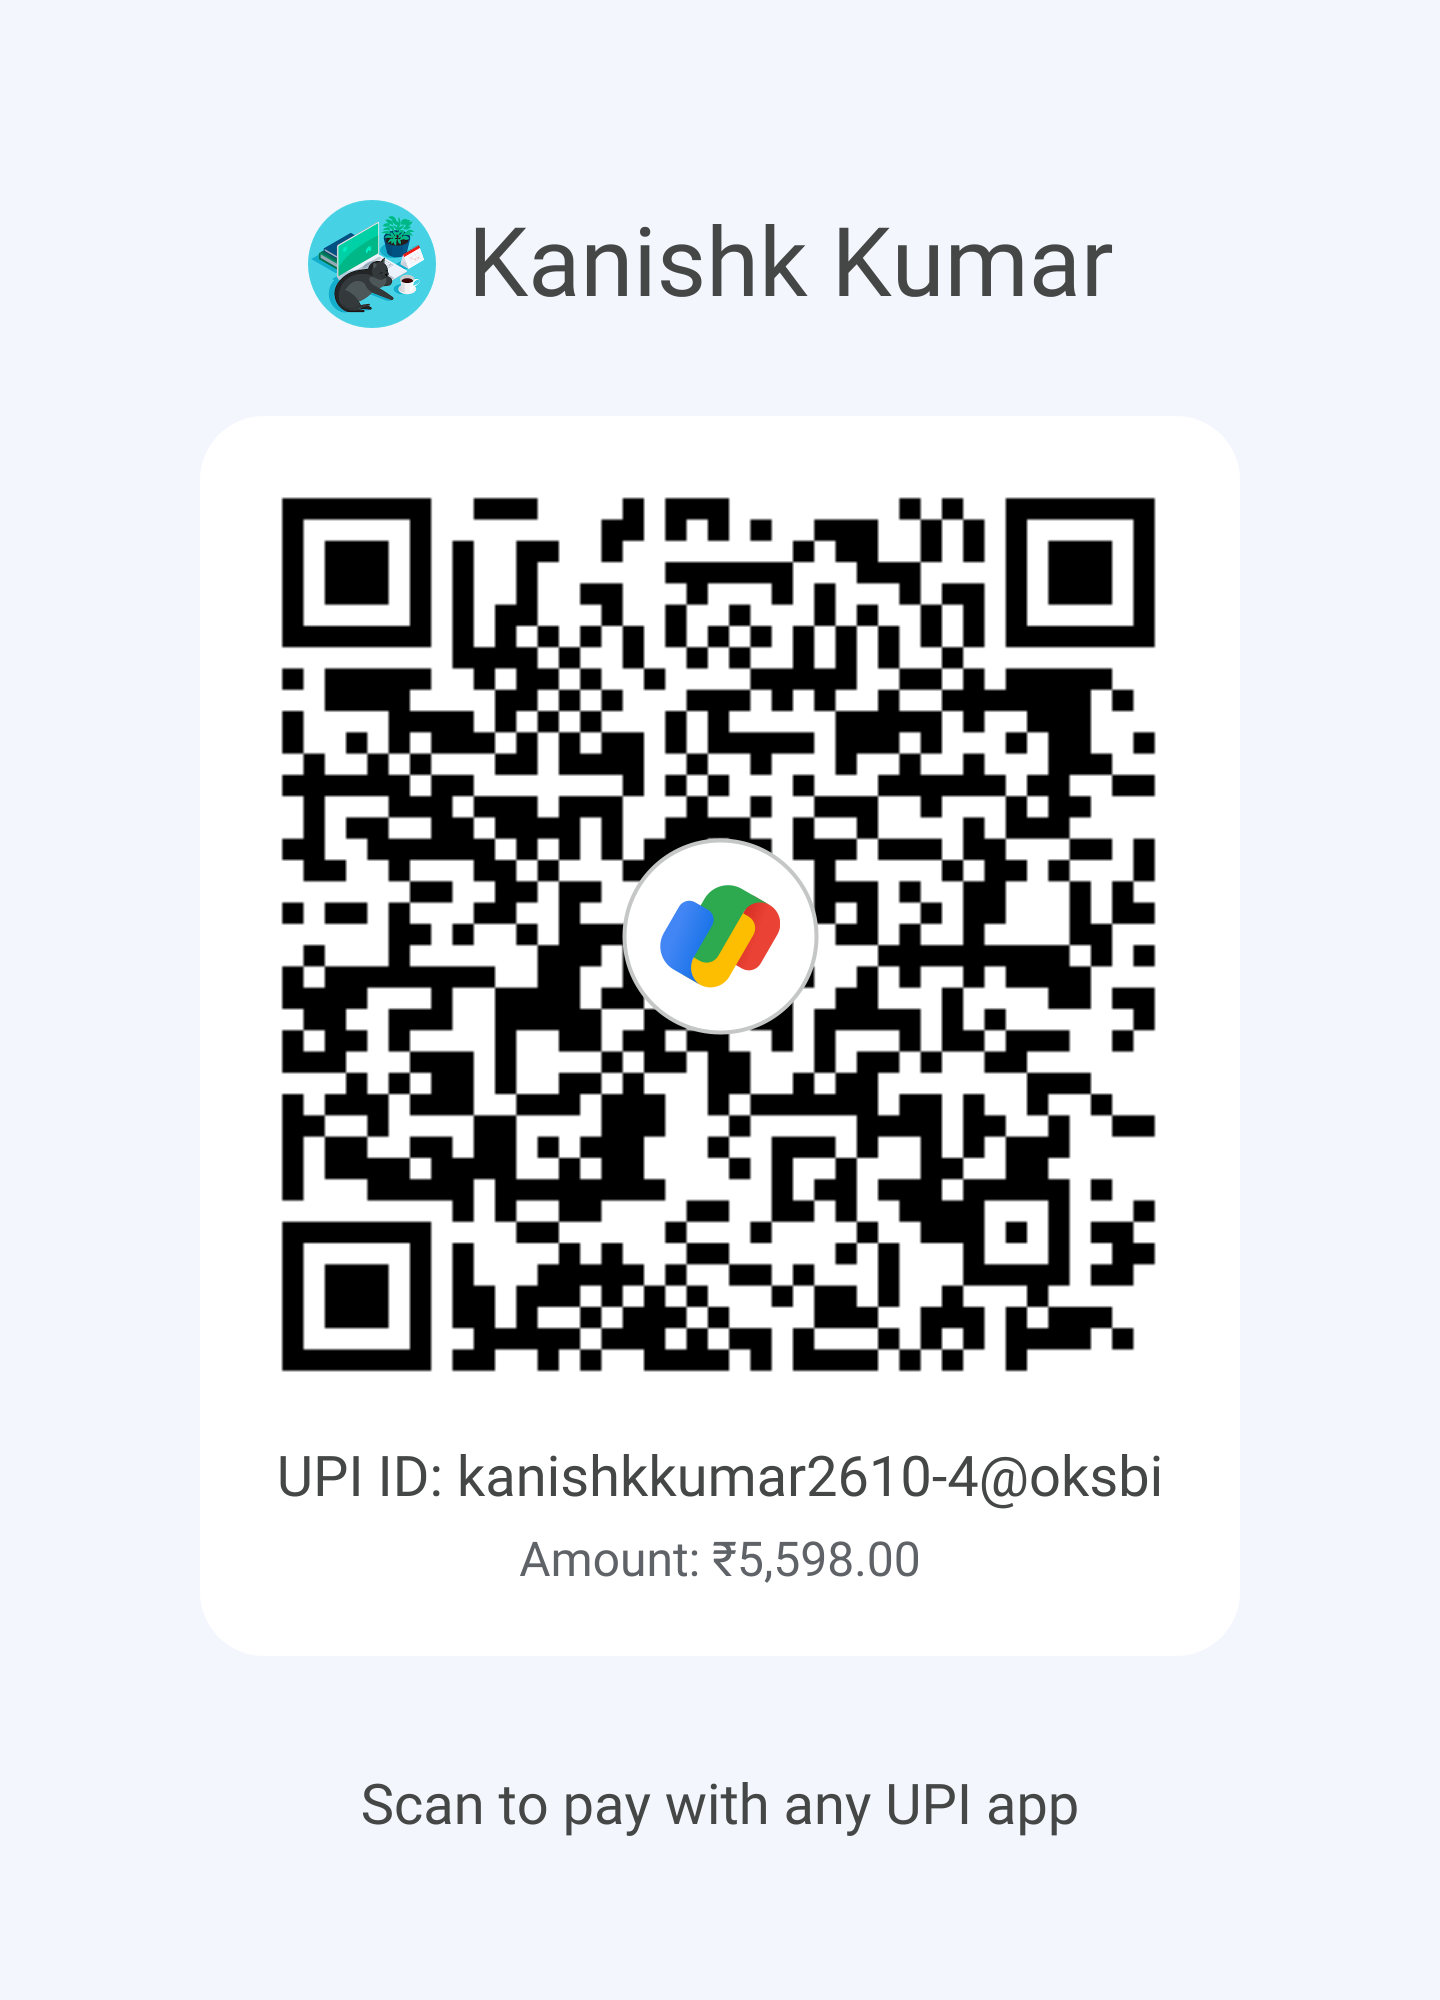 Kanishk Kumar
UPI ID: kanishkkumar2610-4@oksbi
Amount: ₹5,598.00
Scan to pay with any UPI app